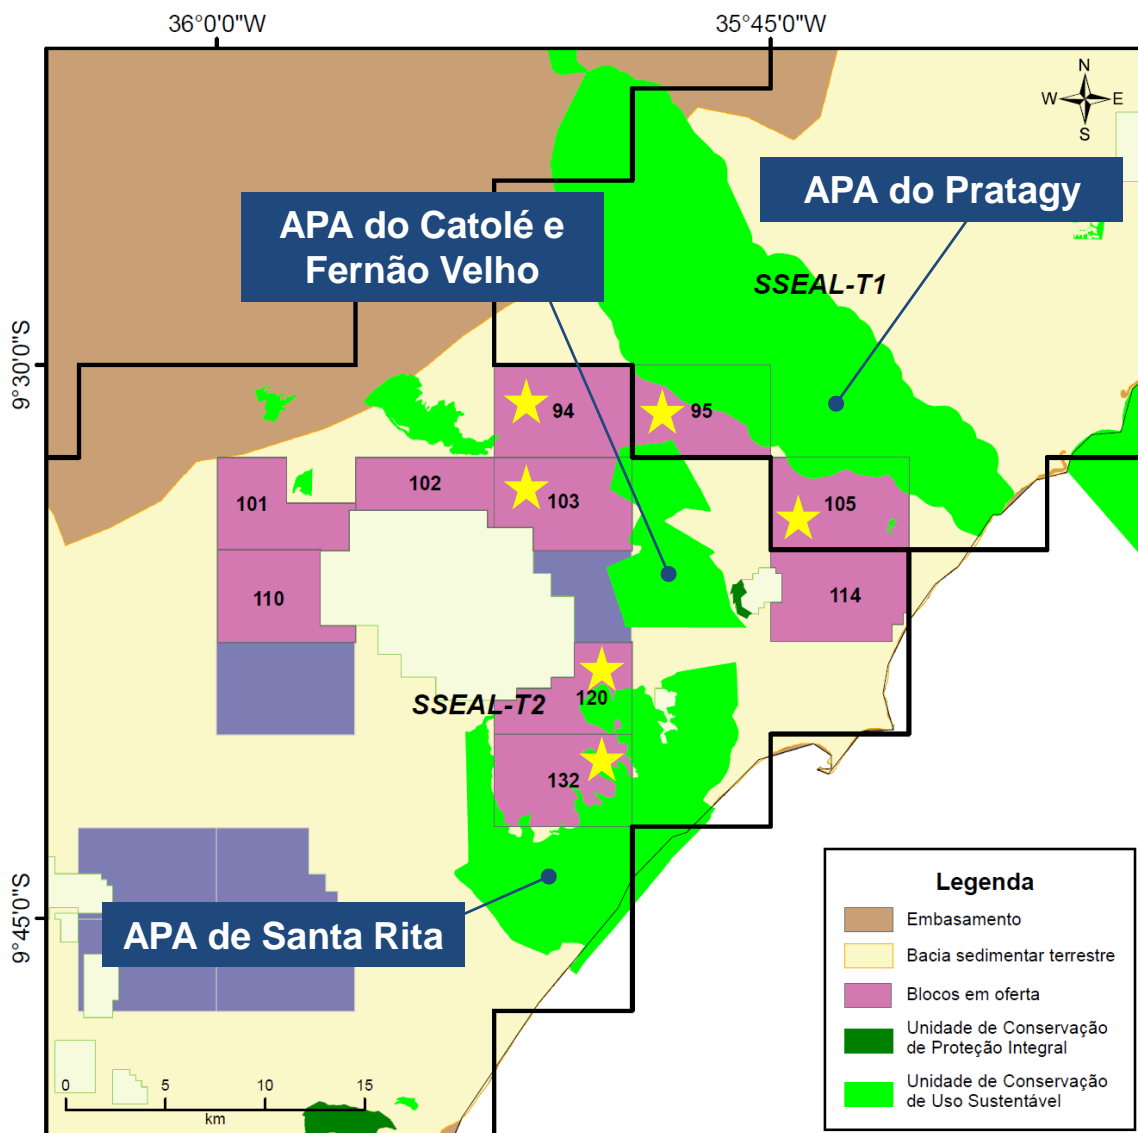 36°0'0"W
35°45'0"W
N
W
E
S
APA do Pratagy
APA do Catolé e
Fernão Velho
SSEAL-T1
9°30'0"S
94
95
102
103
101
105
110
114
SSEAL-T2
120
132
9°45'0"S
APA de Santa Rita
Legenda
Embasamento
Bacia sedimentar terrestre
Blocos em oferta
Unidade de Conservação
de Proteção Integral
Unidade de Conservação
de Uso Sustentável
0
5
10
15
km